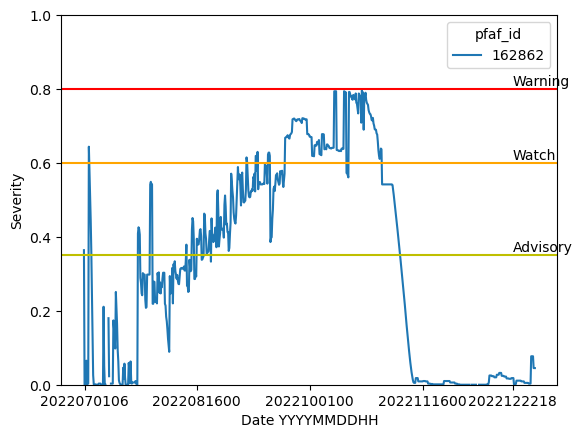 1.0
0.8
0.6
0.4
0.2
0.0
Severity
pfaf_id
162862
Warning
Watch
Advisory
2022070106 2022081600 2022100100 2022111600 2022122218
Date YYYYMMDDHH